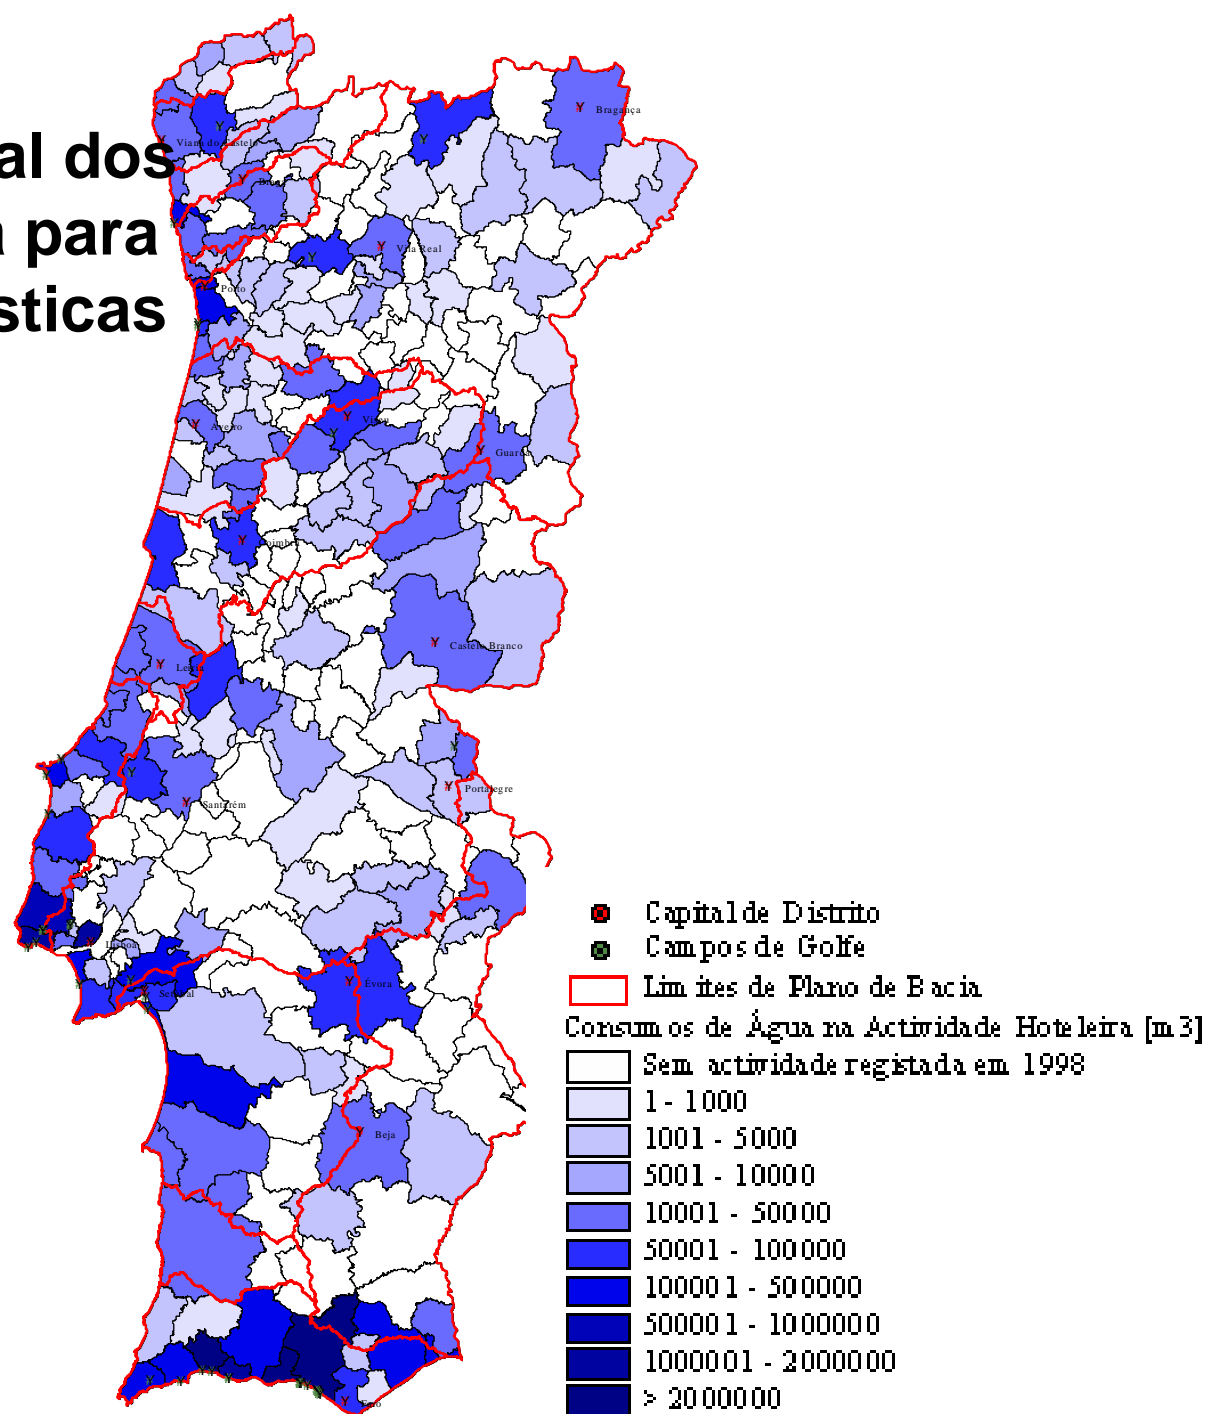 al dos
a para
sticas
Bragança
Viana do Castelo
Braga
Vila Real
Porto
Viseu
Aveiro
Guarda
Coimbra
Castelo Branco
Leiria
Portalegre
Santarém
Lisboa
Setúbal
Évora
Beja
Faro
Capital de Distrito
Campos de Golfe
Limites de Plano de Bacia
Consumos de Água na Actividade Hoteleira [m3]
Sem actividade registada em 1998
1 - 1000
1001 - 5000
5001 - 10000
10001 - 50000
50001 - 100000
100001 - 500000
500001 - 1000000
1000001 - 2000000
> 2000000